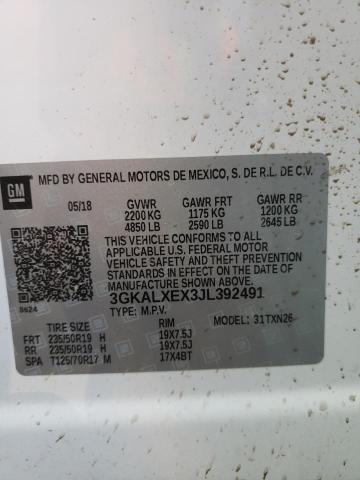 GM
MFD BY GENERAL MOTORS DE MEXICO, S. DE R.L. DE C.V.
05/18 GVWR GAWR FRT GAWR RR
2200 KG 1175 KG 1200 KG
4850 LB 2590 LB 2645 LB
THIS VEHICLE CONFORMS TO ALL
APPLICABLE U.S. FEDERAL MOTOR
VEHICLE SAFETY, BUMPER, AND THEFT
PREVENTION STANDARDS IN EFFECT ON
THE DATE OF MANUFACTURE SHOWN ABOVE.
3GKALXEX3JL392491
8624
TYPE: M.P.V. MODEL: 31TXN26
TIRE SIZE RIM
FRT 235/50R19 H 19X7.5J
RR 235/50R19 H 19X7.5J
SPA T125/70R17 M 17X4BT